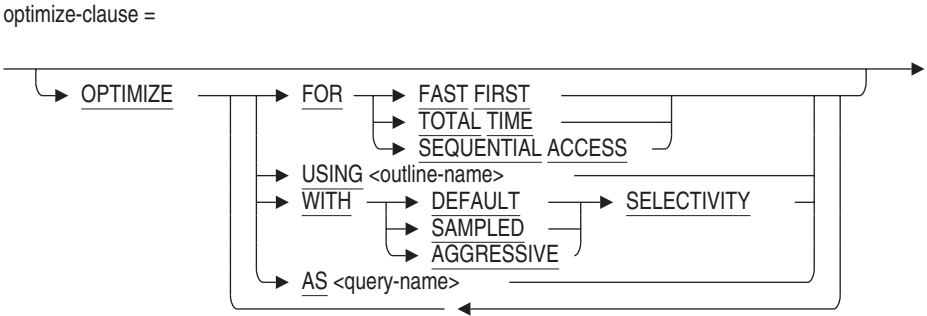 optimize-clause =
OPTIMIZE FOR FAST FIRST
TOTAL TIME
SEQUENTIAL ACCESS
USING <outline-name>
WITH DEFAULT SELECTIVITY
SAMPLED
AGGRESSIVE
AS <query-name>